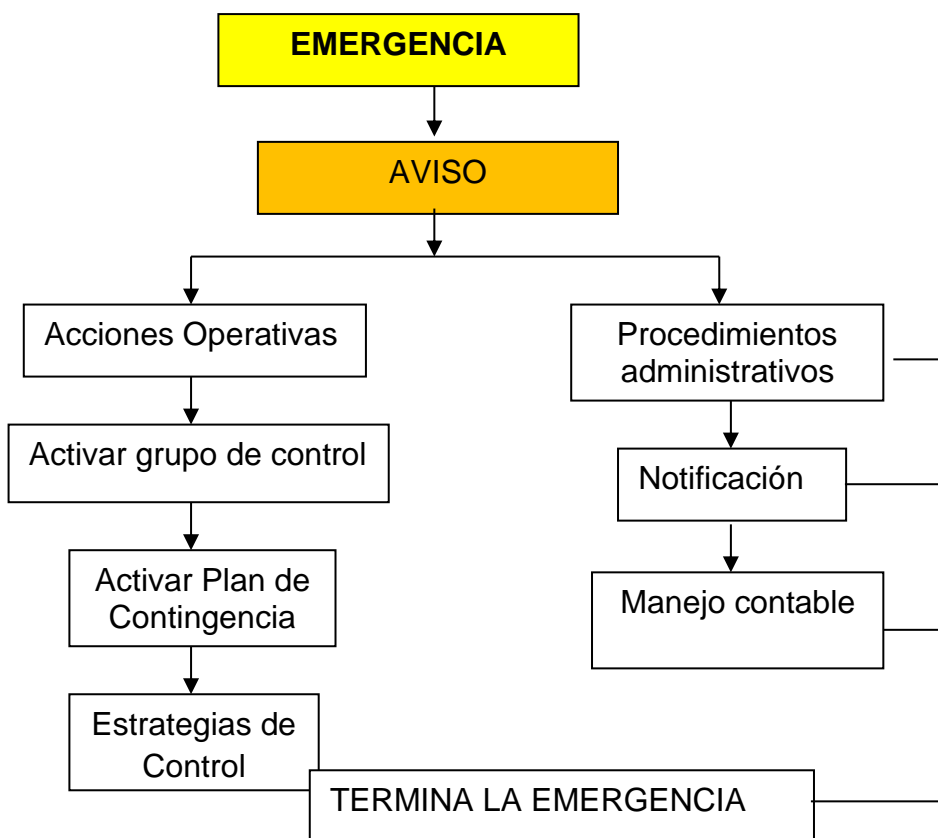 EMERGENCIA
AVISO
Acciones Operativas
Activar grupo de control
Activar Plan de
Contingencia
Estrategias de
Control
Procedimientos
administrativos
Notificación
Manejo contable
TERMINA LA EMERGENCIA